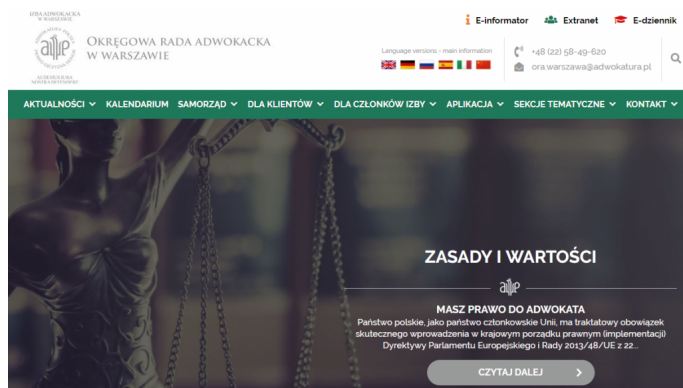 IZBA ADWOKACKA
W WARSZAWIE
OKRĘGOWA RADA ADWOKACKA
W WARSZAWIE
E-informator Extranet E-dziennik
Language versions - main information
+48 (22) 58-49-620
ora.warszawa@adwokatura.pl
AKTUALNOŚCI KALENDARIUM SAMORZĄD DLA KLIENTÓW DLA CZŁONKÓW IZBY APLIKACJA SEKCJE TEMATYCZNE KONTAKT
ZASADY I WARTOŚCI
MASZ PRAWO DO ADWOKATA
Państwo polskie, jako państwo członkowskie Unii, ma traktatowy obowiązek
skutecznego wprowadzenia w krajowym porządku prawnym (implementacji)
Dyrektywy Parlamentu Europejskiego i Rady 2013/48/UE z 22...
CZYTAJ DALEJ